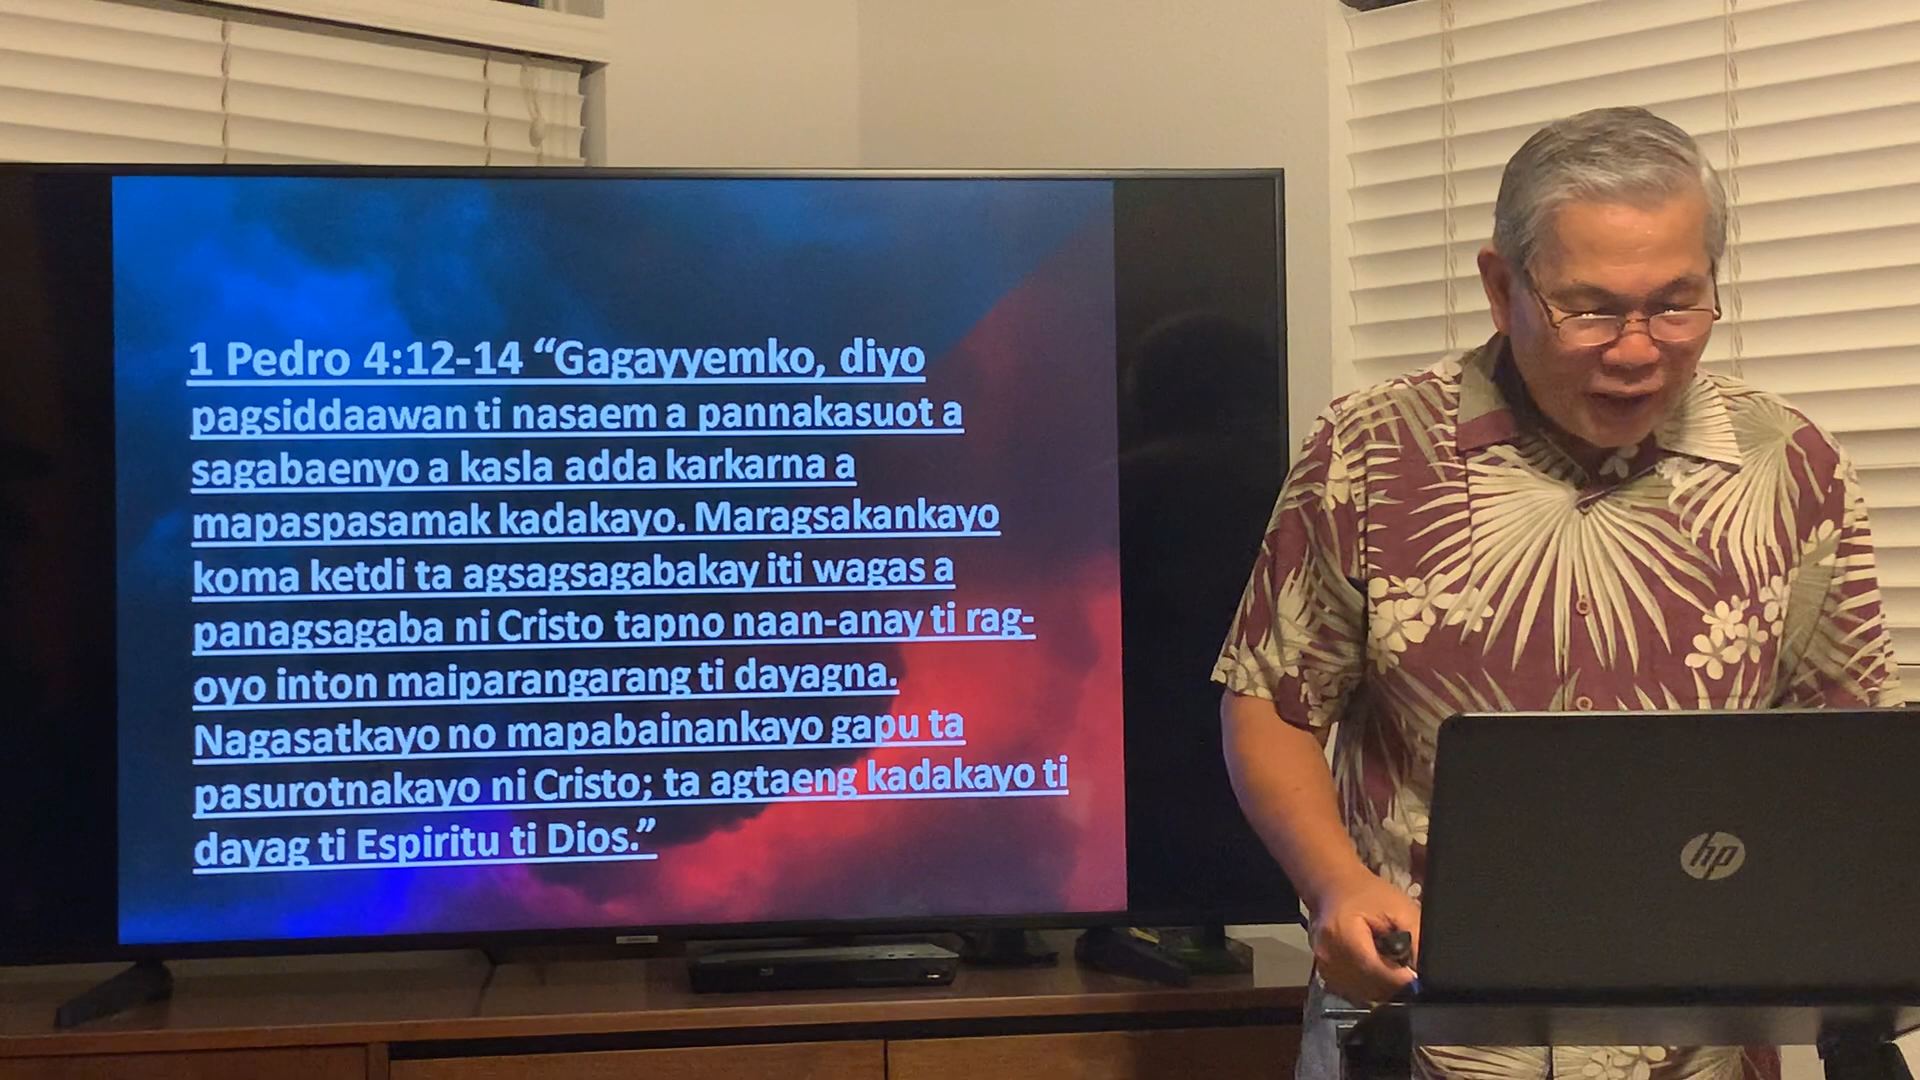 1 Pedro 4:12-14 “Gagayyemko, diyo
pagsiddaawan ti nasaem a pannakasuot a
sagabaenyo a kasla adda karkarna a
mapaspasamak kadakayo. Maragsakankayo
koma ketdi ta agsagsagabakay iti wagas a
panagsagaba ni Cristo tapno naan-anay ti rag-
oyo inton maiparangarang ti dayagna.
Nagasatkayo no mapabainankayo gapu ta
pasurotnakayo ni Cristo; ta agtaeng kadakayo ti
dayag ti Espiritu ti Dios.”
hp